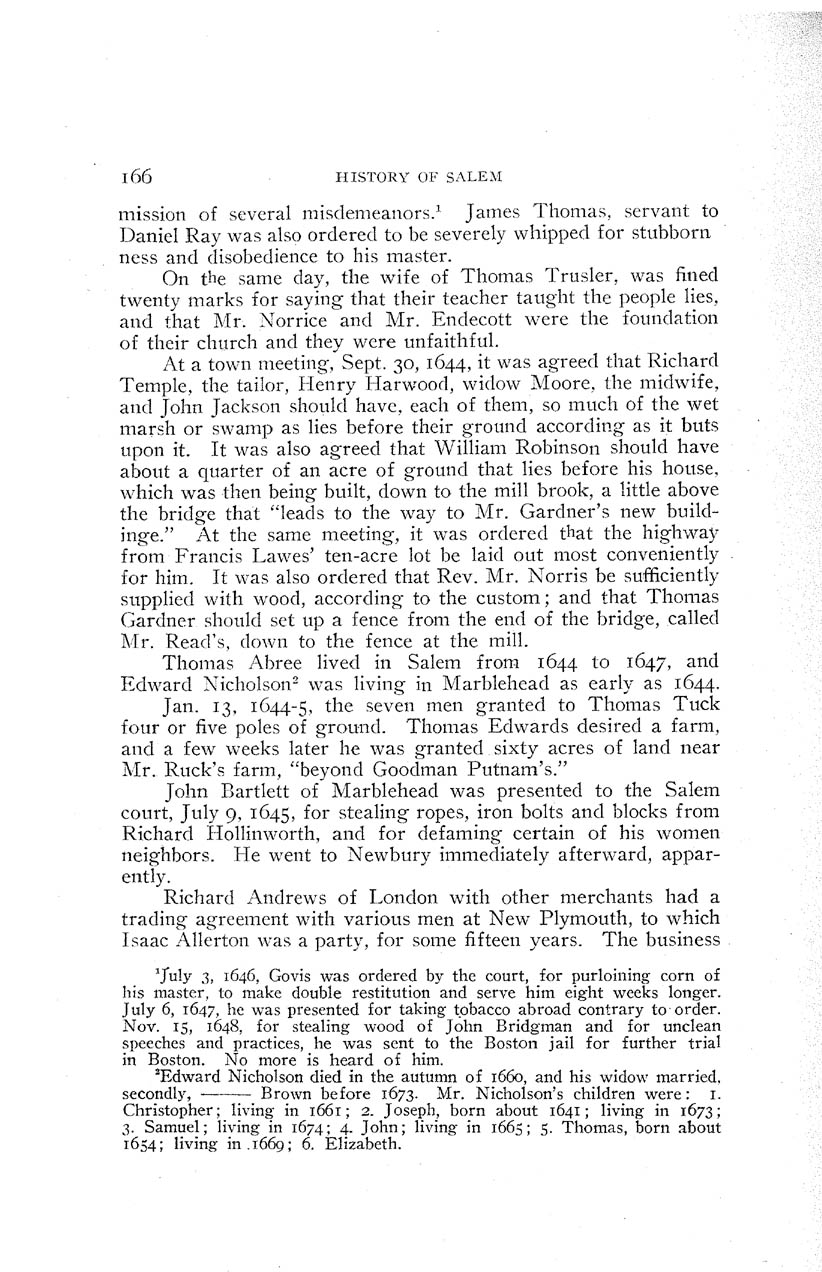 166 HISTORY OF SALEM
mission of several misdemeanors.¹ James Thomas, servant to
Daniel Ray was also ordered to be severely whipped for stubborn
ness and disobedience to his master.
On the same day, the wife of Thomas Trusler, was fined
twenty marks for saying that their teacher taught the people lies,
and that Mr. Norrice and Mr. Endecott were the foundation
of their church and they were unfaithful.
At a town meeting, Sept. 30, 1644, it was agreed that Richard
Temple, the tailor, Henry Harwood, widow Moore, the midwife,
and John Jackson should have, each of them, so much of the wet
marsh or swamp as lies before their ground according as it buts
upon it. It was also agreed that William Robinson should have
about a quarter of an acre of ground that lies before his house,
which was then being built, down to the mill brook, a little above
the bridge that "leads to the way to Mr. Gardner's new build-
inge." At the same meeting, it was ordered that the highway
from Francis Lawes' ten-acre lot be laid out most conveniently
for him. It was also ordered that Rev. Mr. Norris be sufficiently
supplied with wood, according to the custom; and that Thomas
Gardner should set up a fence from the end of the bridge, called
Mr. Read's, down to the fence at the mill.
Thomas Abree lived in Salem from 1644 to 1647, and
Edward Nicholson² was living in Marblehead as early as 1644.
Jan. 13, 1644-5, the seven men granted to Thomas Tuck
four or five poles of ground. Thomas Edwards desired a farm,
and a few weeks later he was granted sixty acres of land near
Mr. Ruck's farm, "beyond Goodman Putnam's."
John Bartlett of Marblehead was presented to the Salem
court, July 9, 1645, for stealing ropes, iron bolts and blocks from
Richard Hollinworth, and for defaming certain of his women
neighbors. He went to Newbury immediately afterward, appar-
ently.
Richard Andrews of London with other merchants had a
trading agreement with various men at New Plymouth, to which
Isaac Allerton was a party, for some fifteen years. The business
¹July 3, 1646, Govis was ordered by the court, for purloining corn of
his master, to make double restitution and serve him eight weeks longer.
July 6, 1647, he was presented for taking tobacco abroad contrary to order.
Nov. 15, 1648, for stealing wood of John Bridgman and for unclean
speeches and practices, he was sent to the Boston jail for further trial
in Boston. No more is heard of him.
²Edward Nicholson died in the autumn of 1660, and his widow married,
secondly, ——— Brown before 1673. Mr. Nicholson's children were: 1.
Christopher; living in 1661; 2. Joseph, born about 1641; living in 1673;
3. Samuel; living in 1674; 4. John; living in 1665; 5. Thomas, born about
1654; living in 1669; 6. Elizabeth.